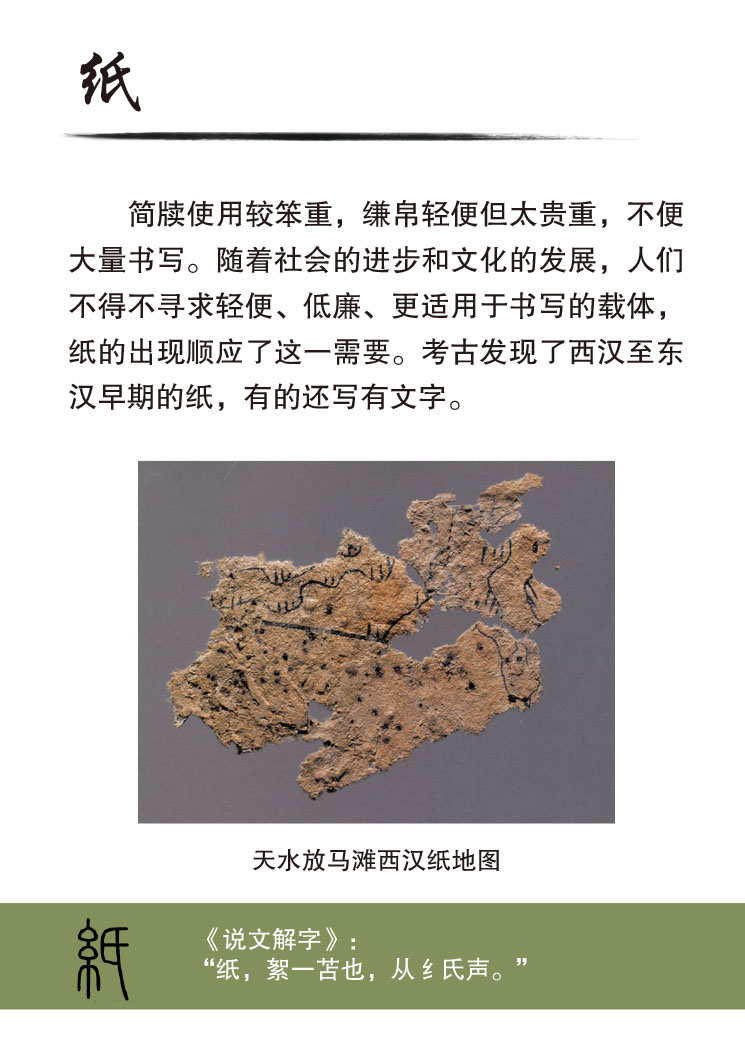 纸
简牍使用较笨重，缣帛轻便但太贵重，不便
大量书写。随着社会的进步和文化的发展，人们
不得不寻求轻便、低廉、更适用于书写的载体，
纸的出现顺应了这一需要。考古发现了西汉至东
汉早期的纸，有的还写有文字。
天水放马滩西汉纸地图
紙
《说文解字》：
“纸，絮一苫也，从纟氏声。”